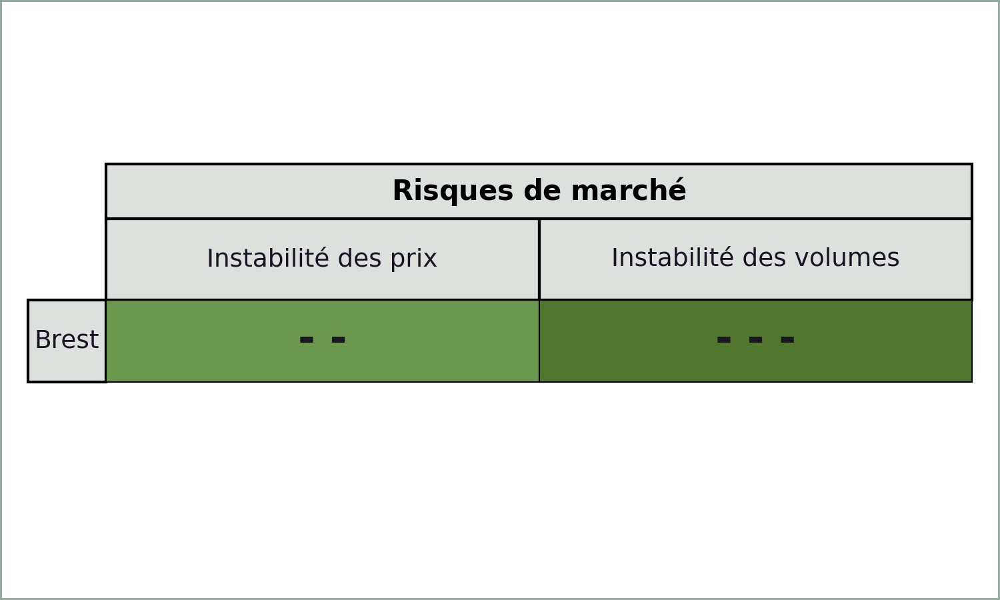 Risques de marché
Instabilité des prix Instabilité des volumes
Brest - - - - -